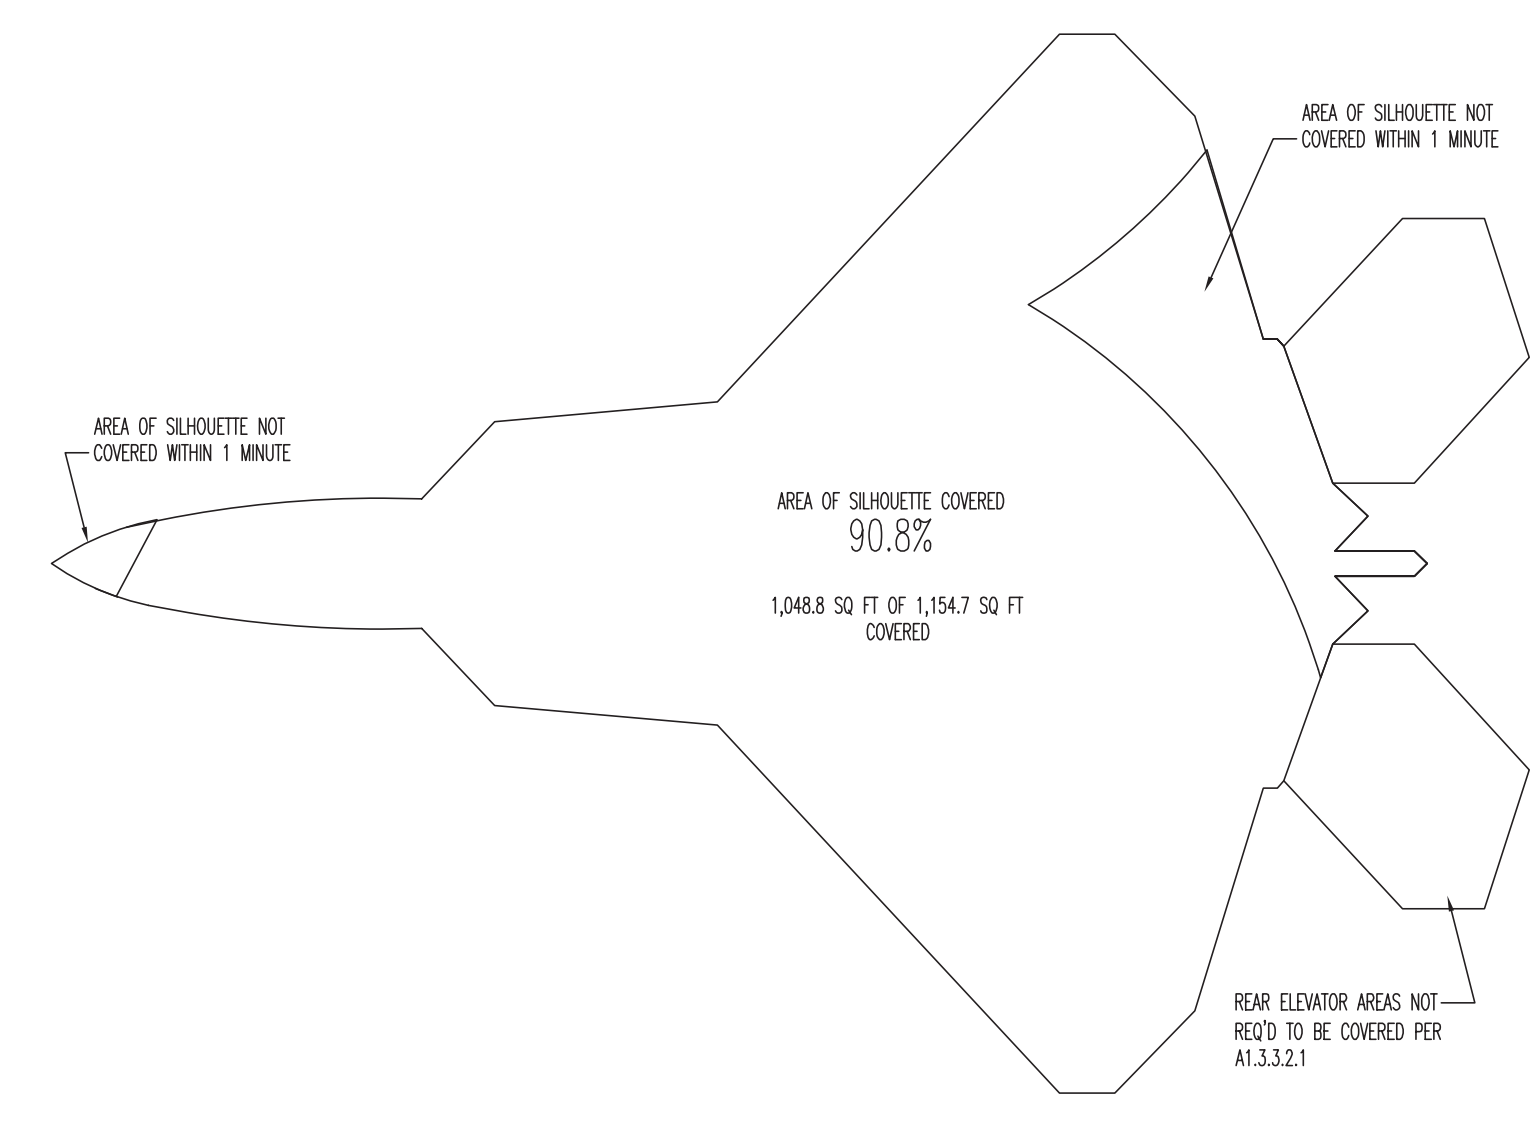 AREA OF SILHOUETTE NOT
COVERED WITHIN 1 MINUTE
AREA OF SILHOUETTE NOT
COVERED WITHIN 1 MINUTE
AREA OF SILHOUETTE COVERED
90.8%
1,048.8 SQ FT OF 1,154.7 SQ FT
COVERED
REAR ELEVATOR AREAS NOT
REQ'D TO BE COVERED PER
A1.3.3.2.1